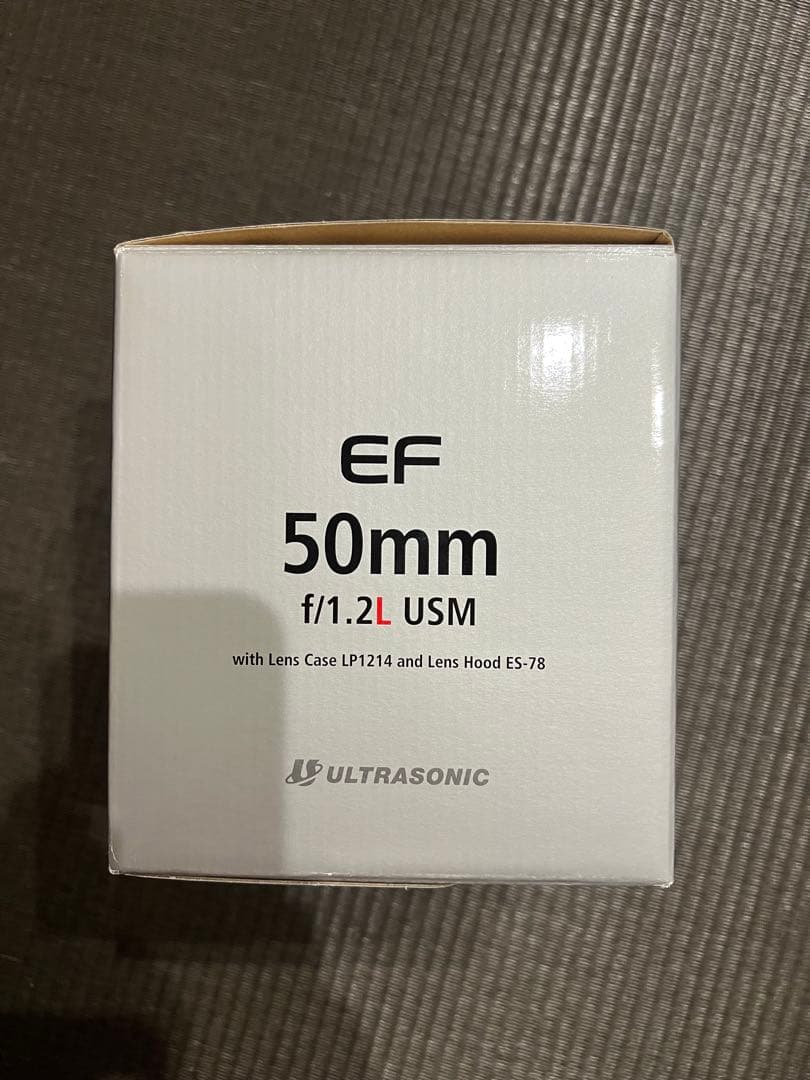 EF
50mm
f/1.2L USM
with Lens Case LP1214 and Lens Hood ES-78
ULTRASONIC